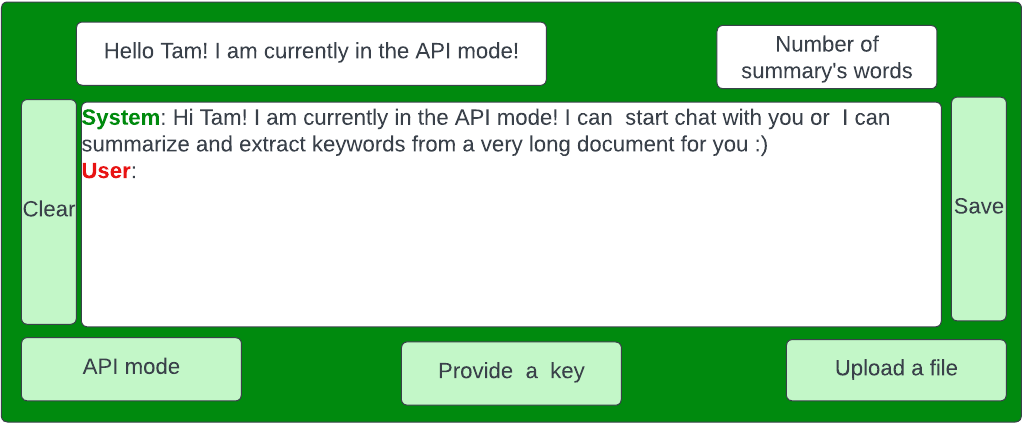 Hello Tam! I am currently in the API mode!
Number of
summary's words
Clear
System: Hi Tam! I am currently in the API mode! I can  start chat with you or  I can
summarize and extract keywords from a very long document for you :)
User:
Save
API mode
Provide  a  key
Upload a file